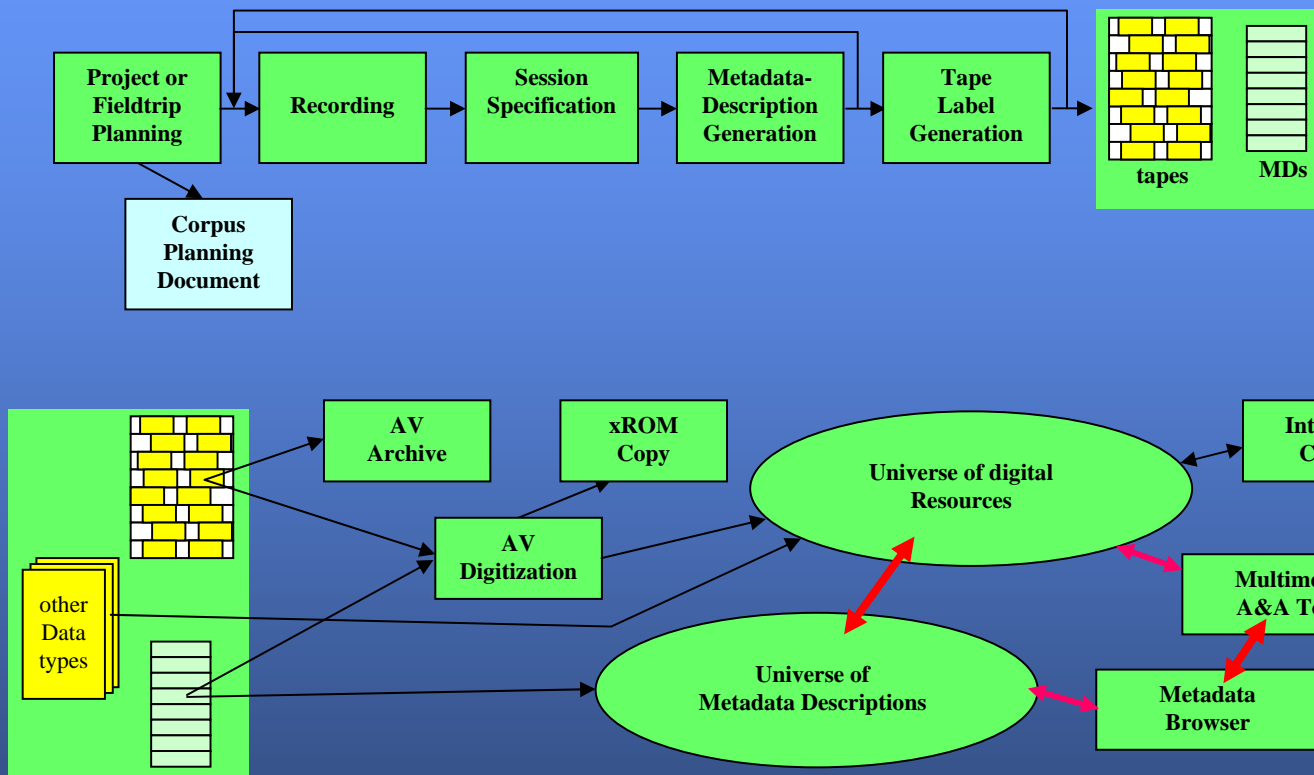 Project or
Fieldtrip
Planning
Recording
Session
Specification
Metadata-
Description
Generation
Tape
Label
Generation
tapes
MDs
Corpus
Planning
Document
AV
Archive
xROM
Copy
Universe of digital
Resources
AV
Digitization
other
Data
types
A&A
Universe of
Metadata Descriptions
Metadada
Browser